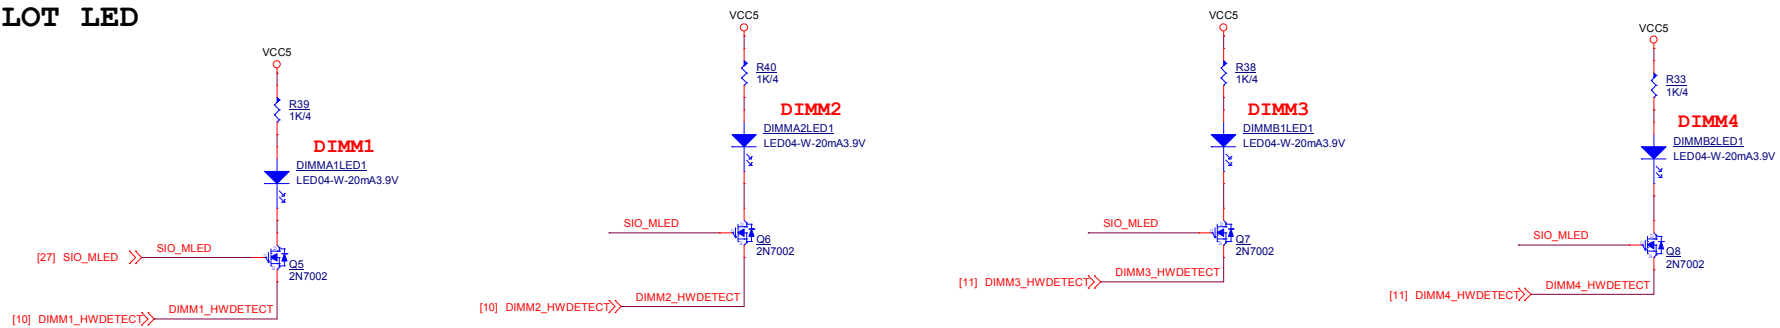 LOT LED
VCC5
R39
1K/4
DIMM1
DIMMA1LED1
LED04-W-20mA3.9V
[27] SIO_MLED
SIO_MLED
Q5
2N7002
[10] DIMM1_HWDETECT
DIMM1_HWDETECT
VCC5
R40
1K/4
DIMM2
DIMMA2LED1
LED04-W-20mA3.9V
SIO_MLED
Q6
2N7002
[10] DIMM2_HWDETECT
DIMM2_HWDETECT
VCC5
R38
1K/4
DIMM3
DIMMB1LED1
LED04-W-20mA3.9V
SIO_MLED
Q7
2N7002
[11] DIMM3_HWDETECT
DIMM3_HWDETECT
VCC5
R33
1K/4
DIMM4
DIMMB2LED1
LED04-W-20mA3.9V
SIO_MLED
Q8
2N7002
[11] DIMM4_HWDETECT
DIMM4_HWDETECT